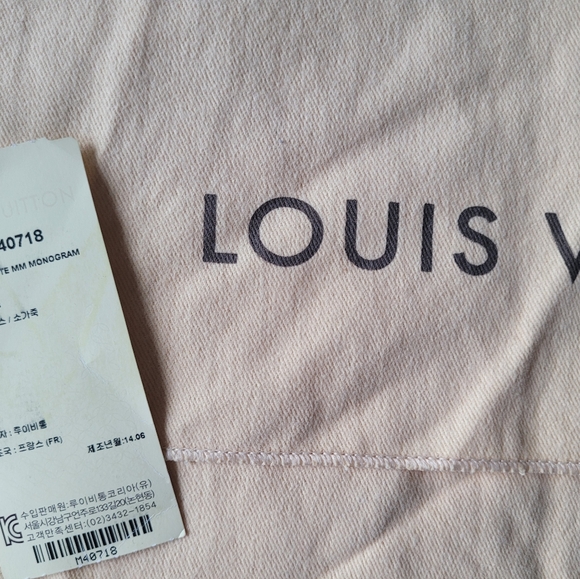 UITTON
40718
TE MM MONOGRAM
스 / 소가죽
자 : 루이비통
조국 : 프랑스 (FR) 제조년월:14.06
수입판매원:루이비통코리아(유)
서울시강남구언주로133길20(논현동)
고객만족센터:(02)3432-1854
M40718
LOUIS V